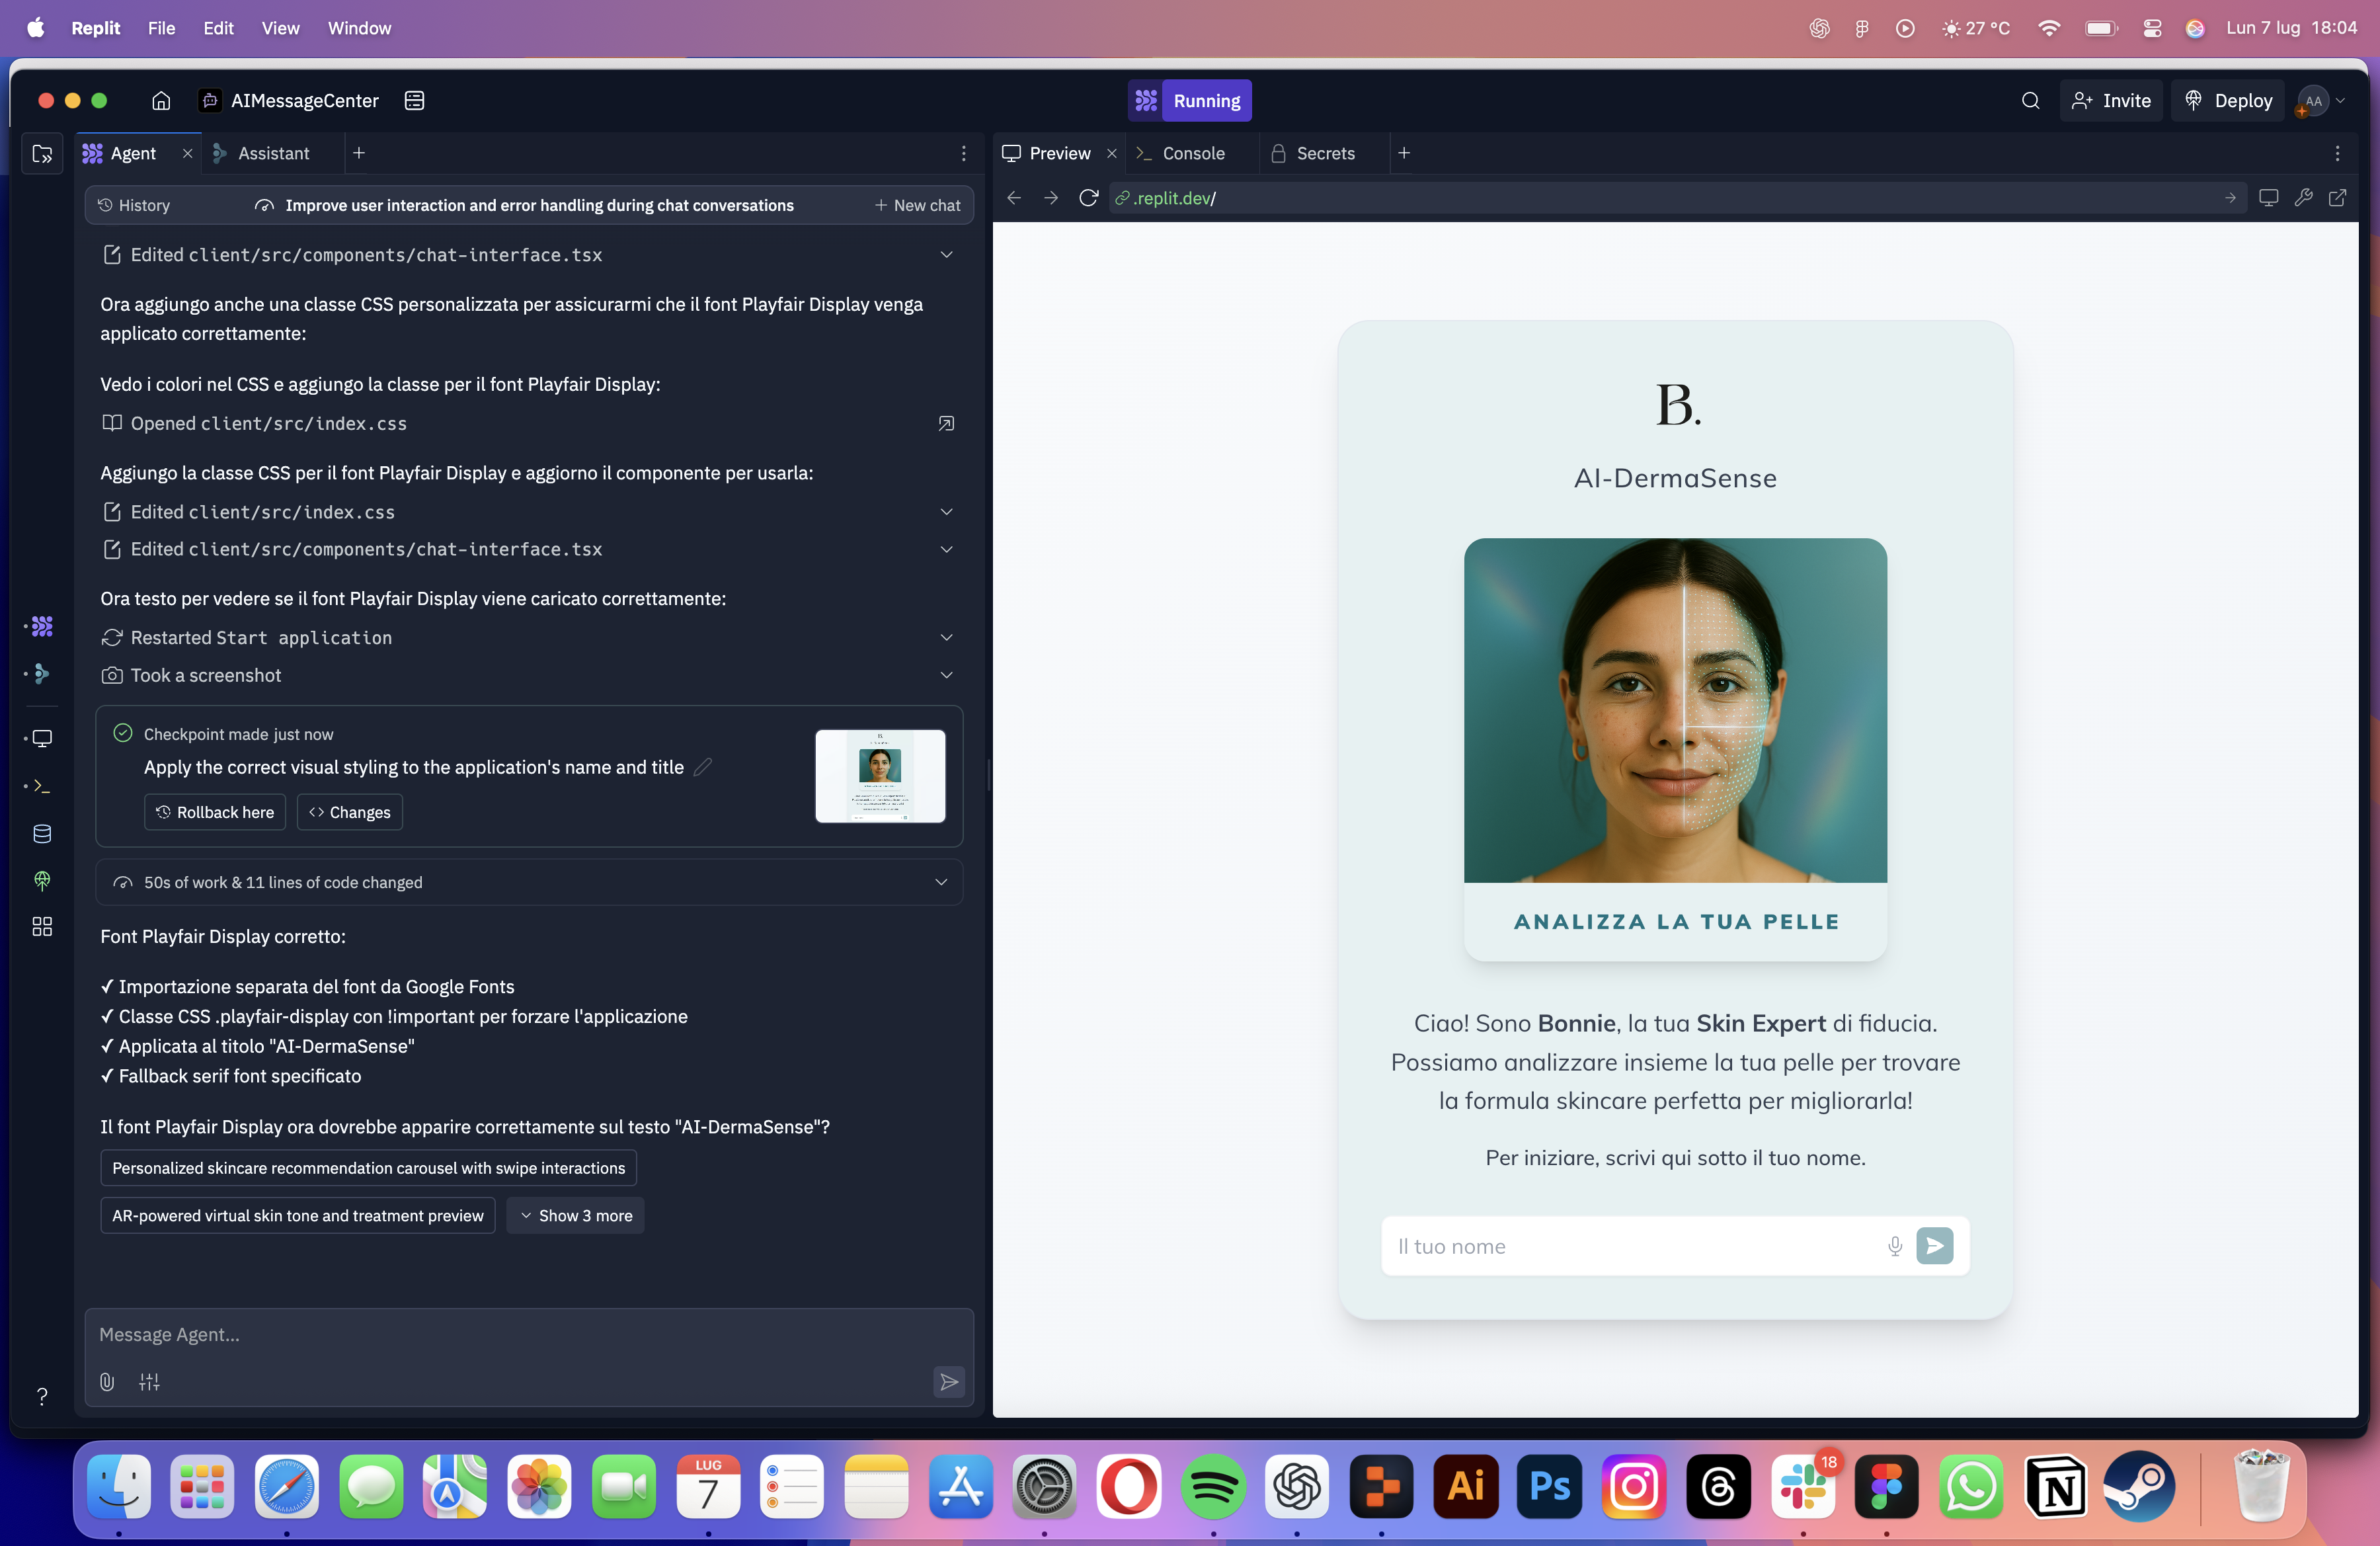 Replit File Edit View Window 27 °C Lun 7 lug 18:04
AIMessageCenter Running Invite Deploy AA
Agent Assistant
History Improve user interaction and error handling during chat conversations New chat
Edited client/src/components/chat-interface.tsx
Ora aggiungo anche una classe CSS personalizzata per assicurarmi che il font Playfair Display venga
applicato correttamente:
Vedo i colori nel CSS e aggiungo la classe per il font Playfair Display:
Opened client/src/index.css
Aggiungo la classe CSS per il font Playfair Display e aggiorno il componente per usarla:
Edited client/src/index.css
Edited client/src/components/chat-interface.tsx
Ora testo per vedere se il font Playfair Display viene caricato correttamente:
Restarted Start application
Took a screenshot
Checkpoint made just now
Apply the correct visual styling to the application's name and title
Rollback here Changes
50s of work & 11 lines of code changed
Font Playfair Display corretto:
✓ Importazione separata del font da Google Fonts
✓ Classe CSS .playfair-display con !important per forzare l'applicazione
✓ Applicata al titolo "AI-DermaSense"
✓ Fallback serif font specificato
Il font Playfair Display ora dovrebbe apparire correttamente sul testo "AI-DermaSense"?
Personalized skincare recommendation carousel with swipe interactions
AR-powered virtual skin tone and treatment preview Show 3 more
Message Agent...
Preview Console Secrets
.replit.dev/
B.
AI-DermaSense
ANALIZZA LA TUA PELLE
Ciao! Sono Bonnie, la tua Skin Expert di fiducia.
Possiamo analizzare insieme la tua pelle per trovare
la formula skincare perfetta per migliorarla!
Per iniziare, scrivi qui sotto il tuo nome.
Il tuo nome
LUG
7
Ai
Ps
18